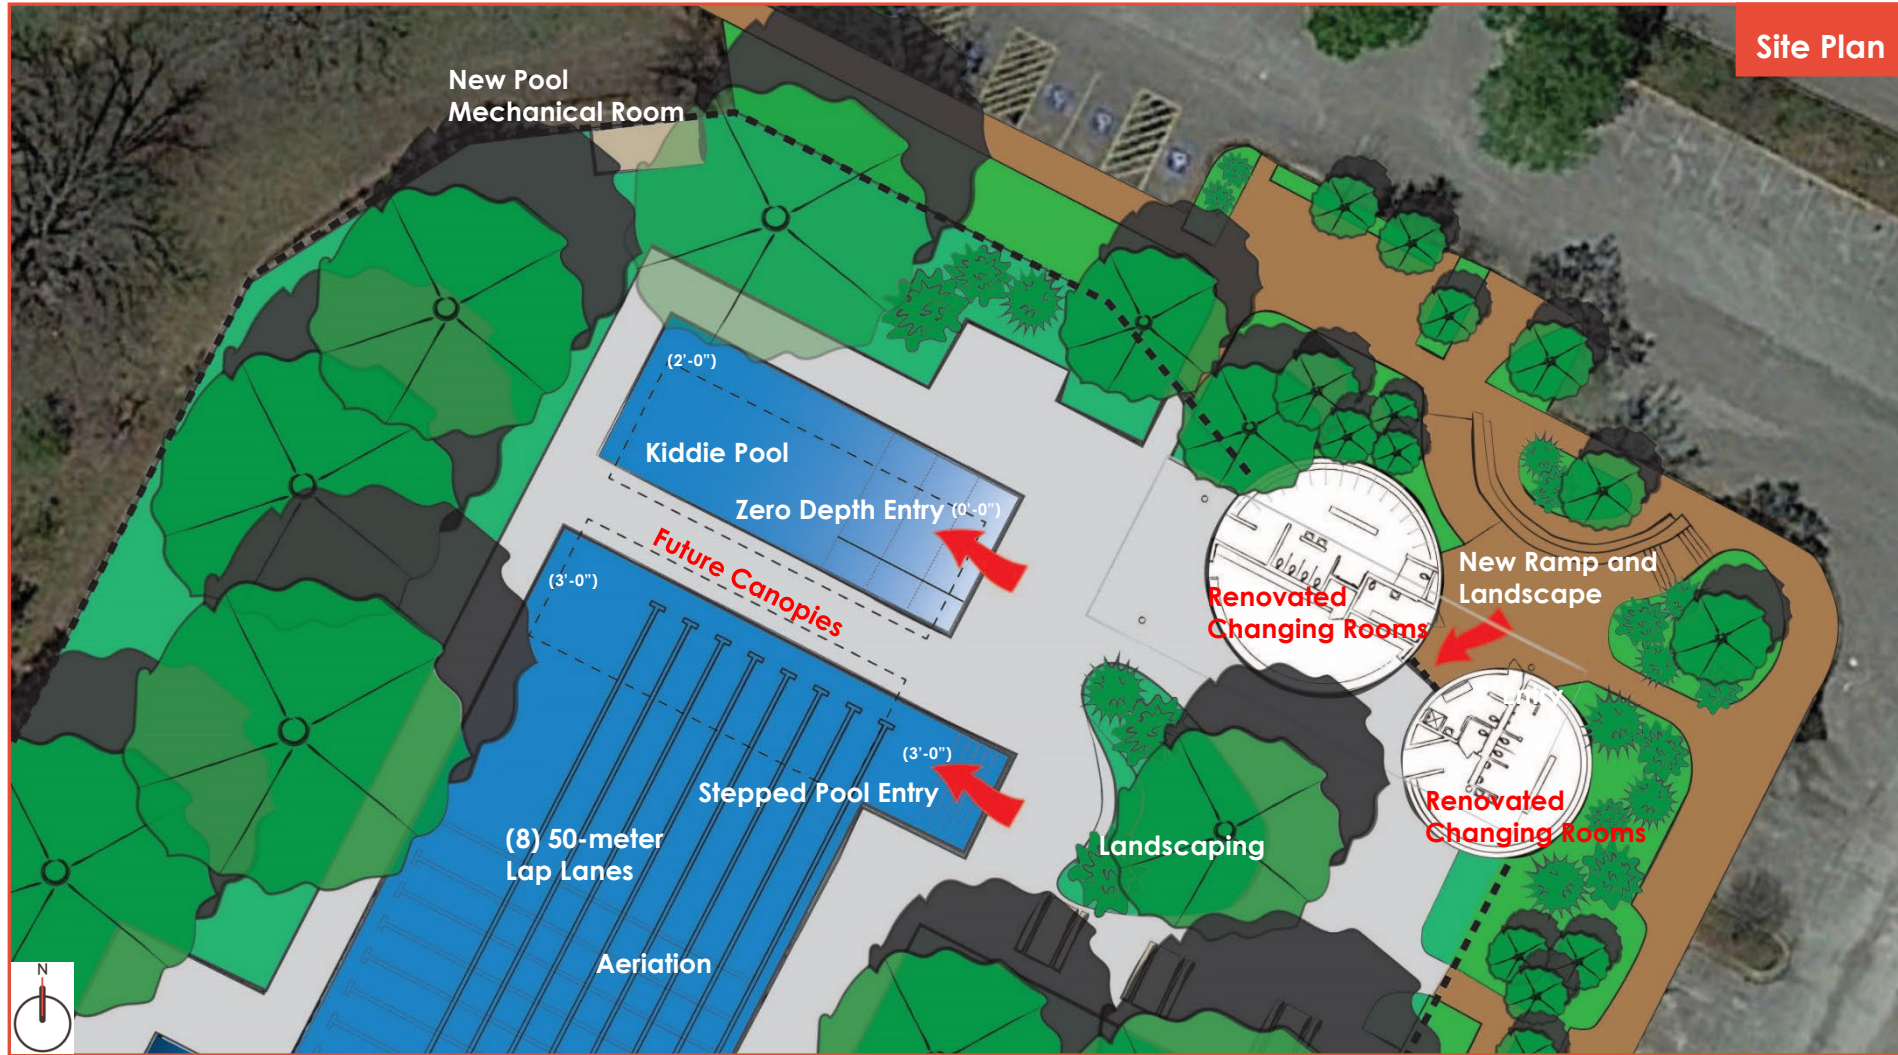 Site Plan
New Pool
Mechanical Room
(2'-0")
Kiddie Pool
Zero Depth Entry (0'-0")
Future Canopies
(3'-0")
New Ramp and
Landscape
Renovated
Changing Rooms
Entry
(3'-0")
Stepped Pool Entry
Renovated
Changing Rooms
(8) 50-meter
Lap Lanes
Landscaping
Aeriation
N